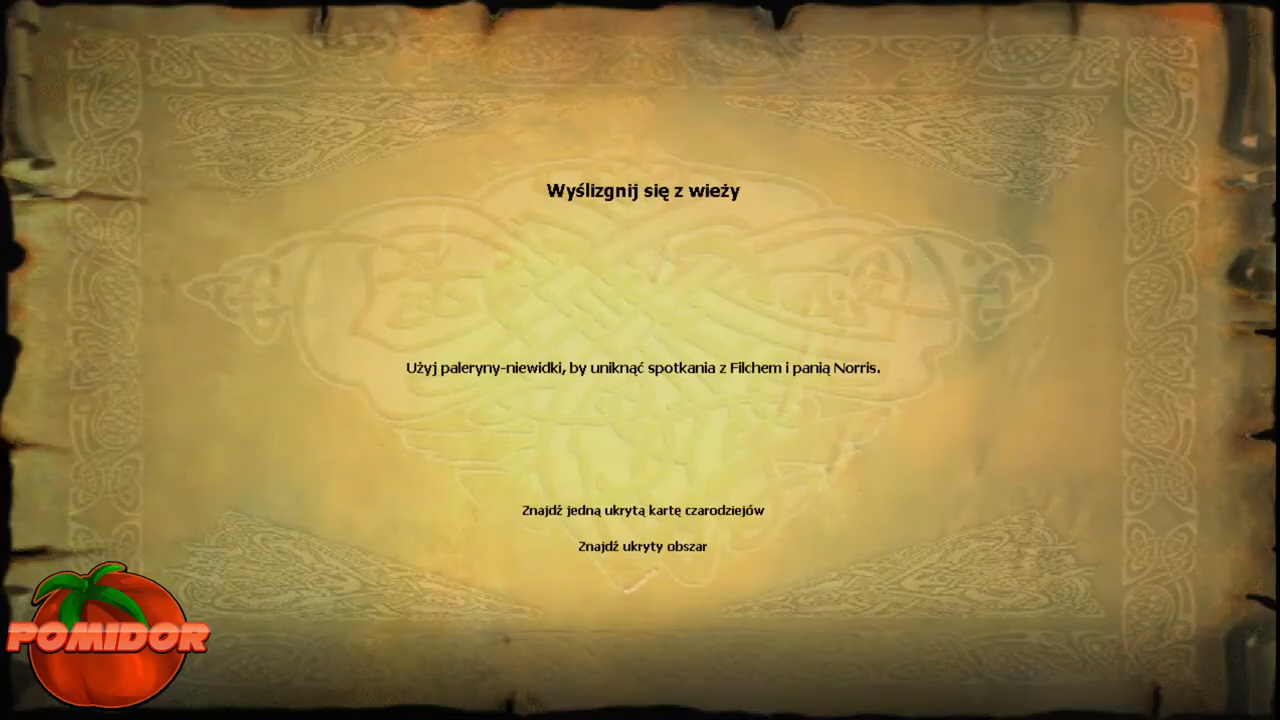 Wyślizgnij się z wieży
Użyj paleryny-niewidki, by uniknąć spotkania z Filchem i panią Norris.
Znajdź jedną ukrytą kartę czarodziejów
Znajdź ukryty obszar
POMIDOR